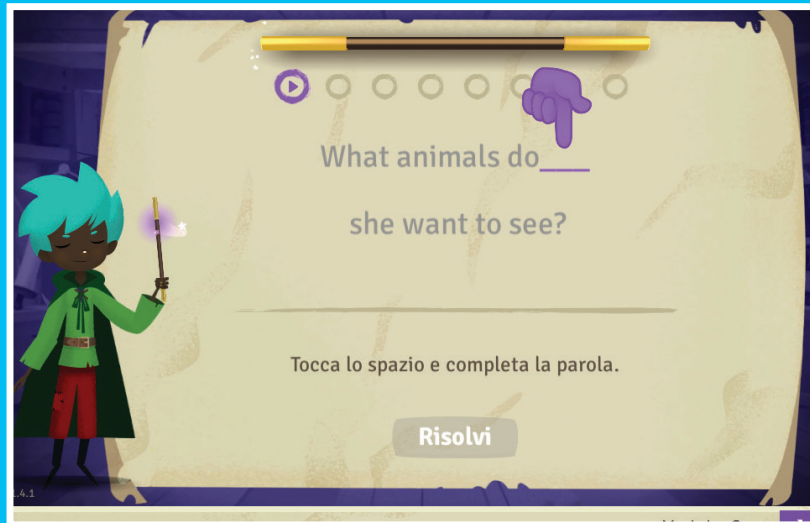 What animals do___
she want to see?
Tocca lo spazio e completa la parola.
Risolvi
1.4.1